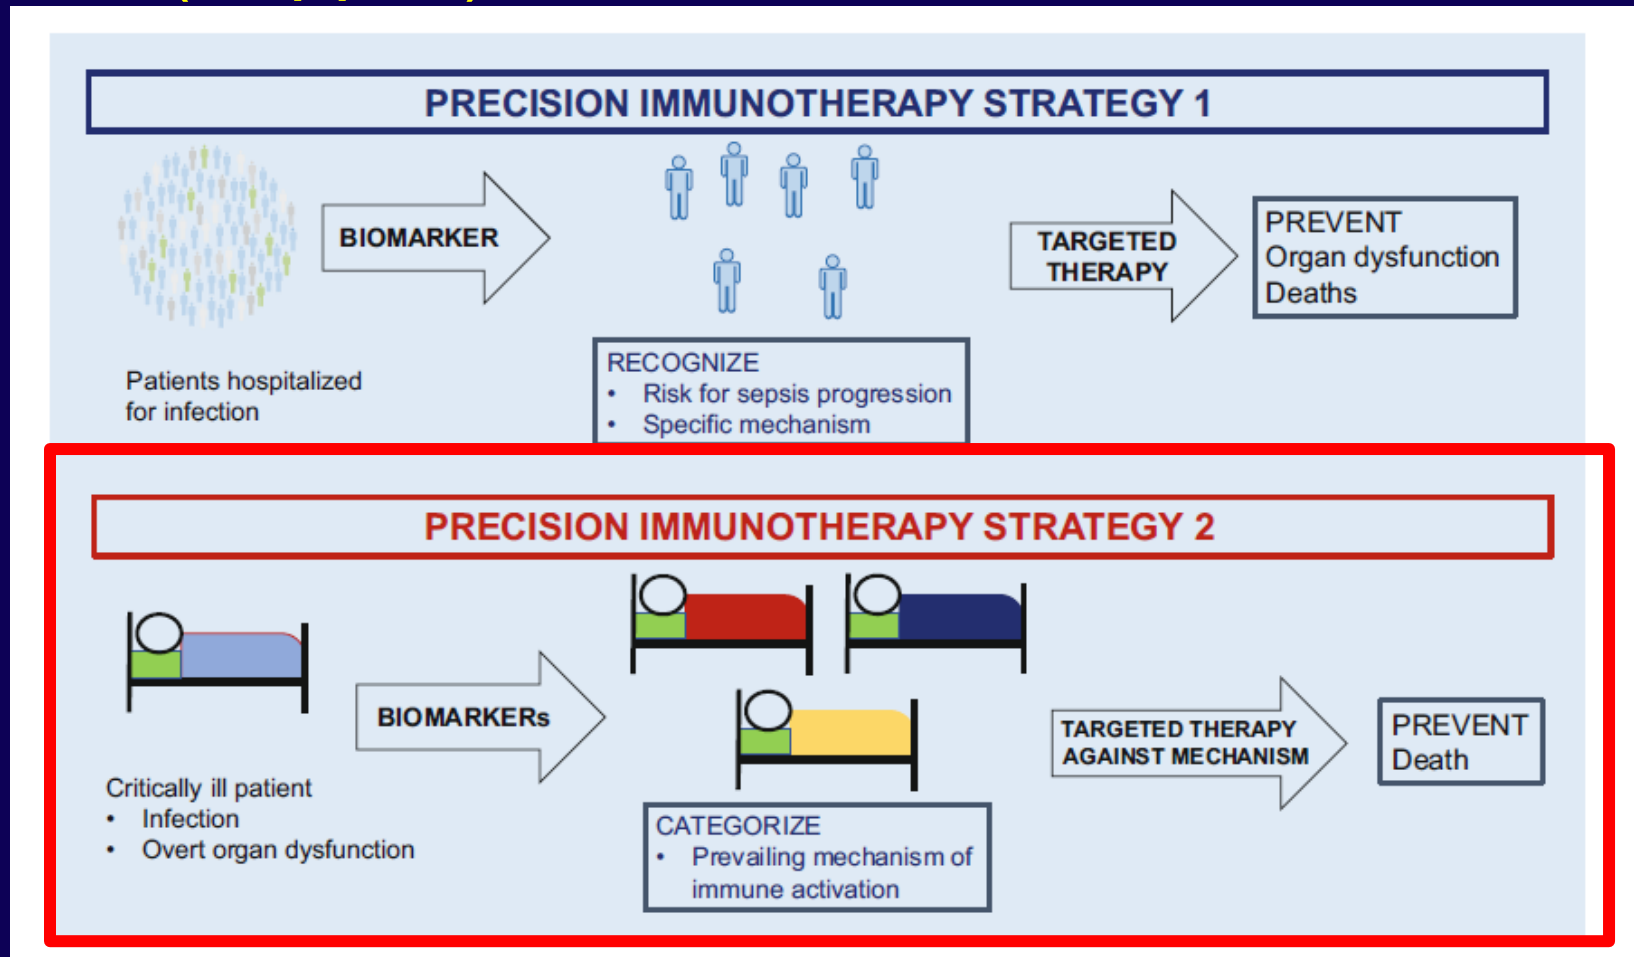 PRECISION IMMUNOTHERAPY STRATEGY 1
BIOMARKER
TARGETED
THERAPY
PREVENT
Organ dysfunction
Deaths
Patients hospitalized
for infection
RECOGNIZE
• Risk for sepsis progression
• Specific mechanism
PRECISION IMMUNOTHERAPY STRATEGY 2
BIOMARKERs
TARGETED THERAPY
AGAINST MECHANISM
PREVENT
Death
Critically ill patient
• Infection
• Overt organ dysfunction
CATEGORIZE
• Prevailing mechanism of
immune activation